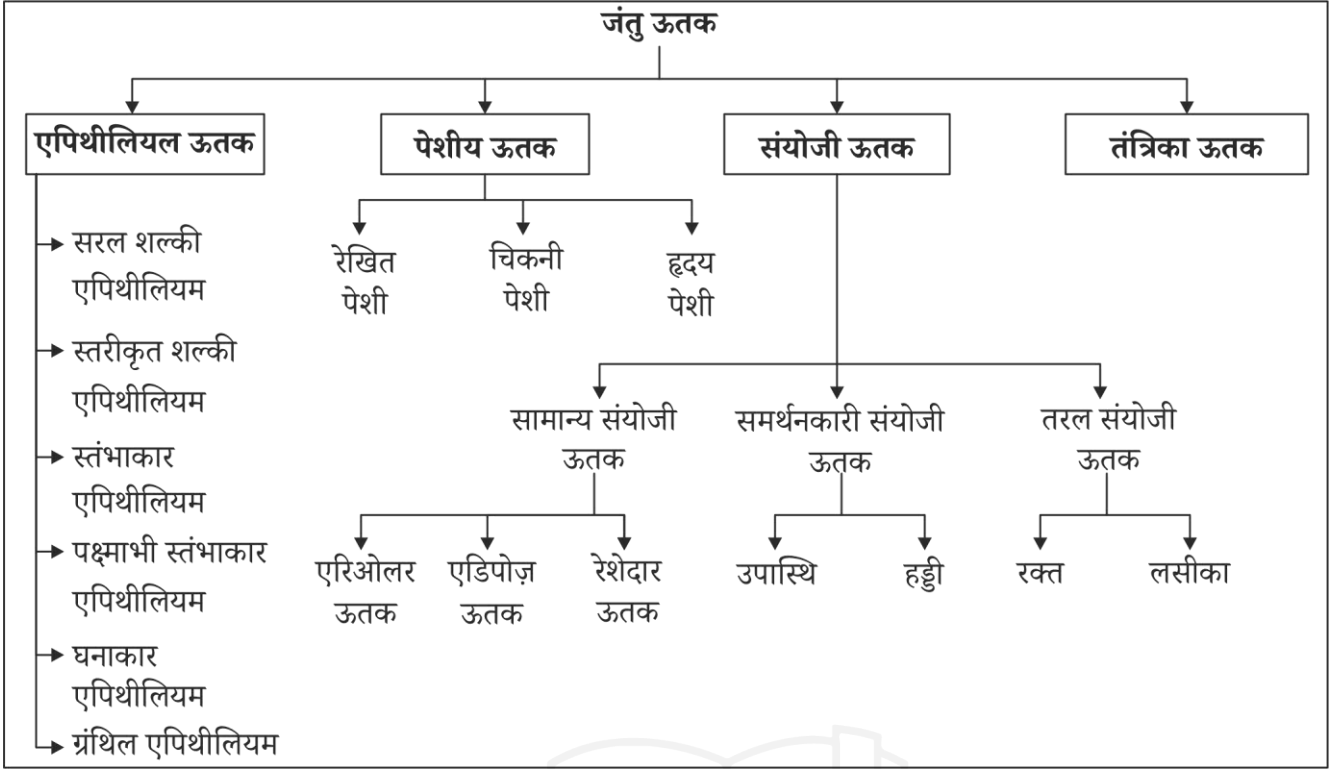 जंतु ऊतक
एपिथीलियल ऊतक
पेशीय ऊतक
संयोजी ऊतक
तंत्रिका ऊतक
सरल शल्की
एपिथीलियम
स्तरीकृत शल्की
एपिथीलियम
स्तंभाकार
एपिथीलियम
पक्ष्माभी स्तंभाकार
एपिथीलियम
घनाकार
एपिथीलियम
ग्रंथिल एपिथीलियम
रेखित
पेशी
चिकनी
पेशी
हृदय
पेशी
सामान्य संयोजी
ऊतक
समर्थनकारी संयोजी
ऊतक
तरल संयोजी
ऊतक
एरिओलर
ऊतक
एडिपोज़
ऊतक
रेशेदार
ऊतक
उपास्थि
हड्डी
रक्त
लसीका